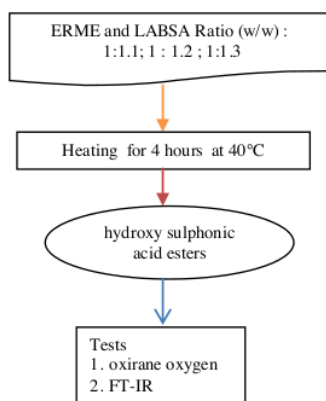 ERME and LABSA Ratio (w/w) :
1:1.1; 1 : 1.2 ; 1:1.3
Heating for 4 hours at 40°C
hydroxy sulphonic
acid esters
Tests
1. oxirane oxygen
2. FT-IR